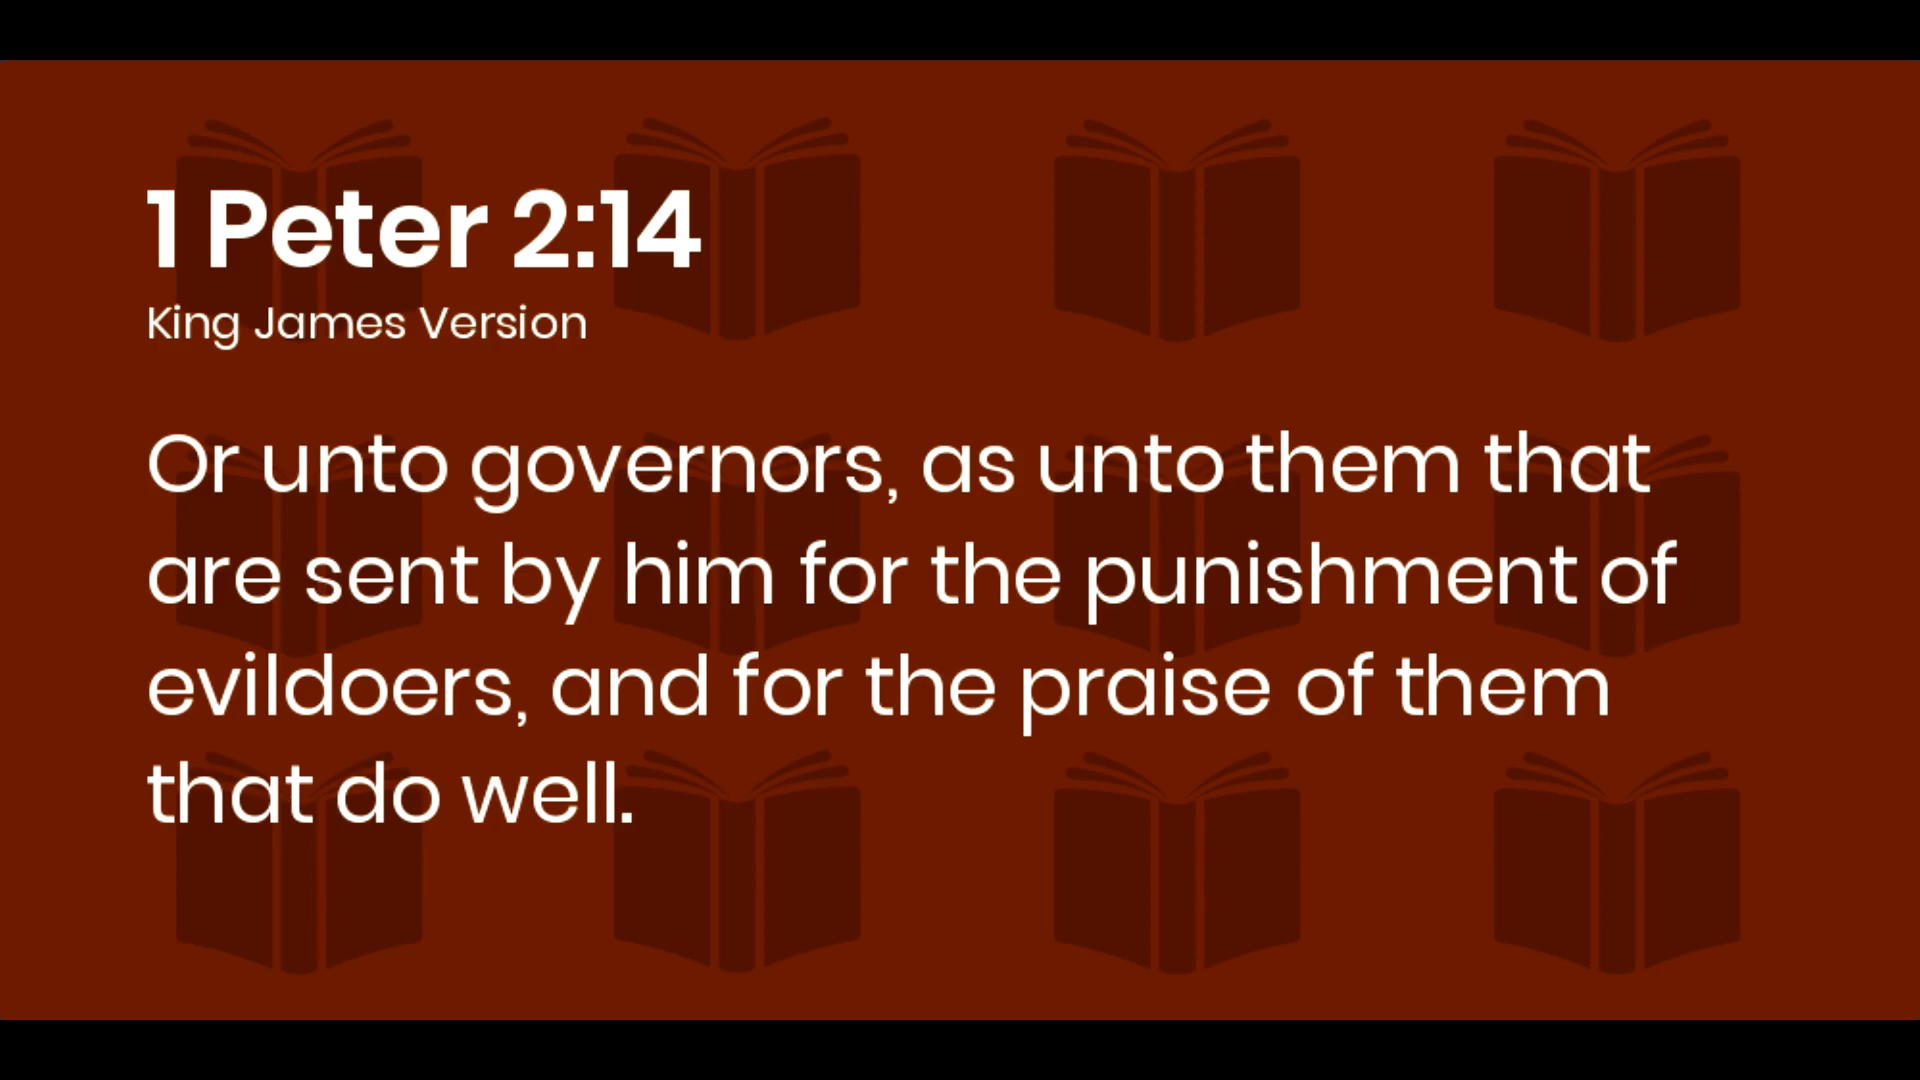 1 Peter 2:14
King James Version
Or unto governors, as unto them that
are sent by him for the punishment of
evildoers, and for the praise of them
that do well.